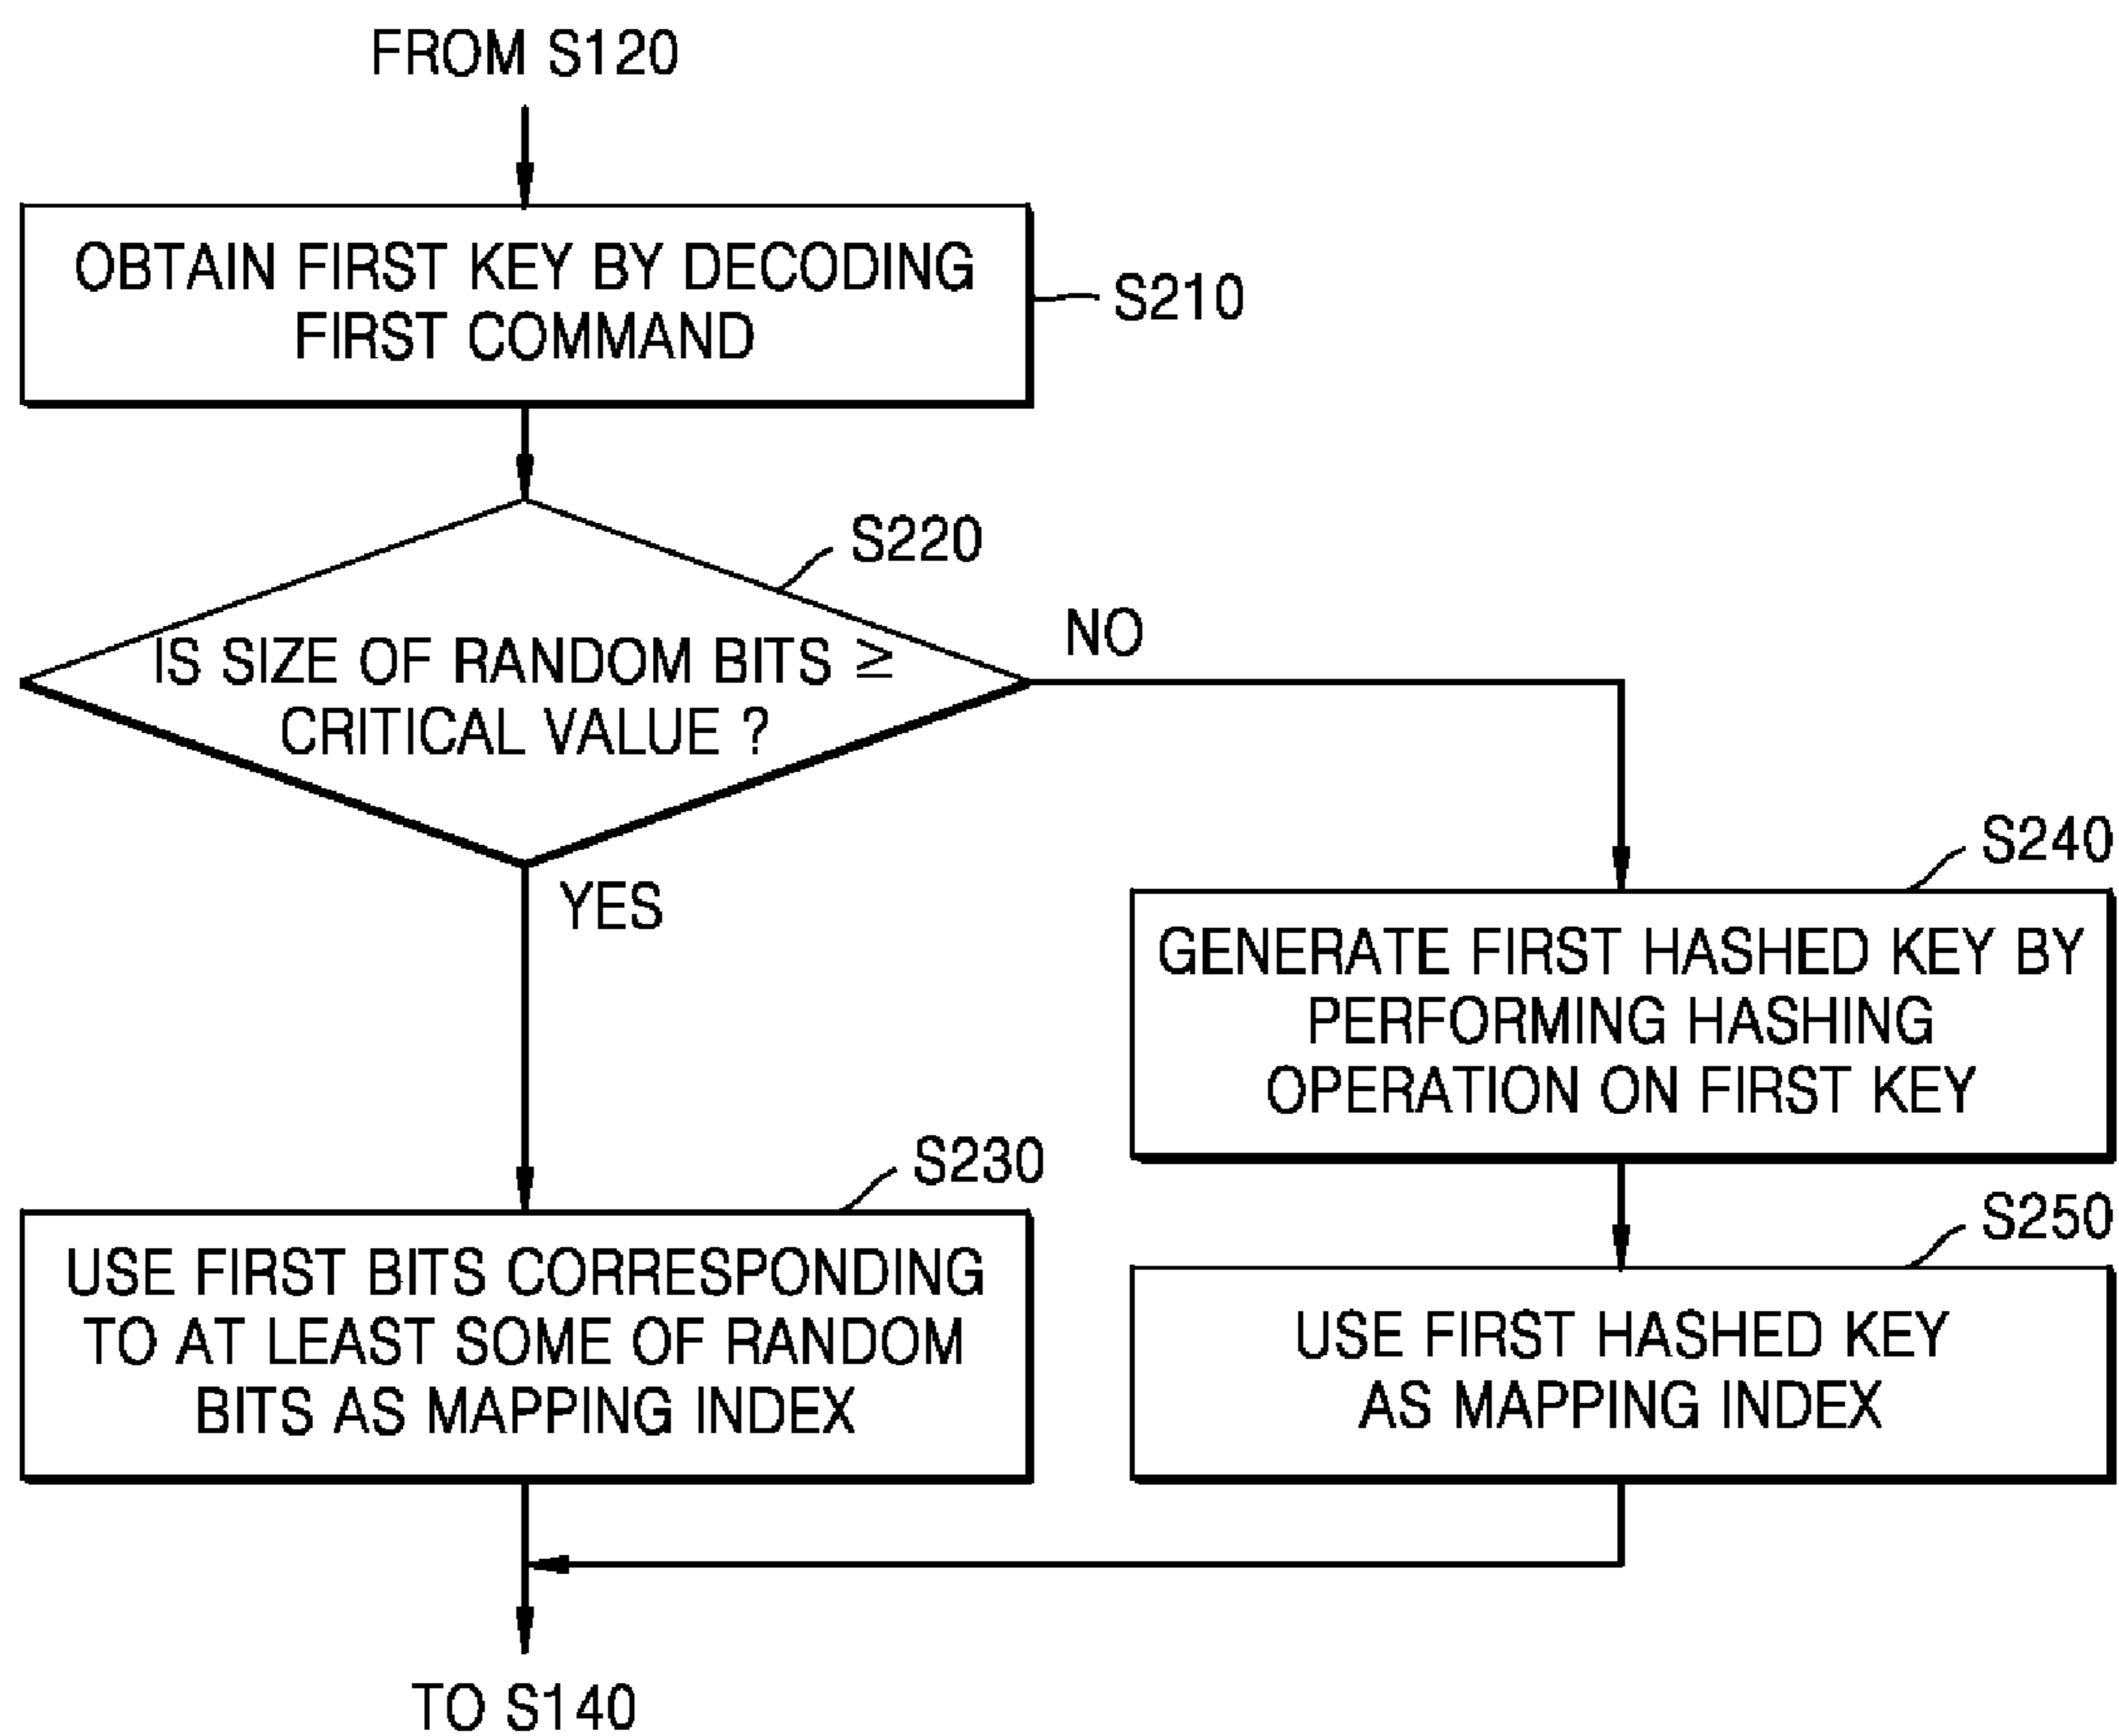 FROM S120
OBTAIN FIRST KEY BY DECODING
FIRST COMMAND
S210
S220
IS SIZE OF RANDOM BITS ≥
CRITICAL VALUE ?
NO
YES
S240
GENERATE FIRST HASHED KEY BY
PERFORMING HASHING
OPERATION ON FIRST KEY
S230
USE FIRST BITS CORRESPONDING
TO AT LEAST SOME OF RANDOM
BITS AS MAPPING INDEX
S250
USE FIRST HASHED KEY
AS MAPPING INDEX
TO S140